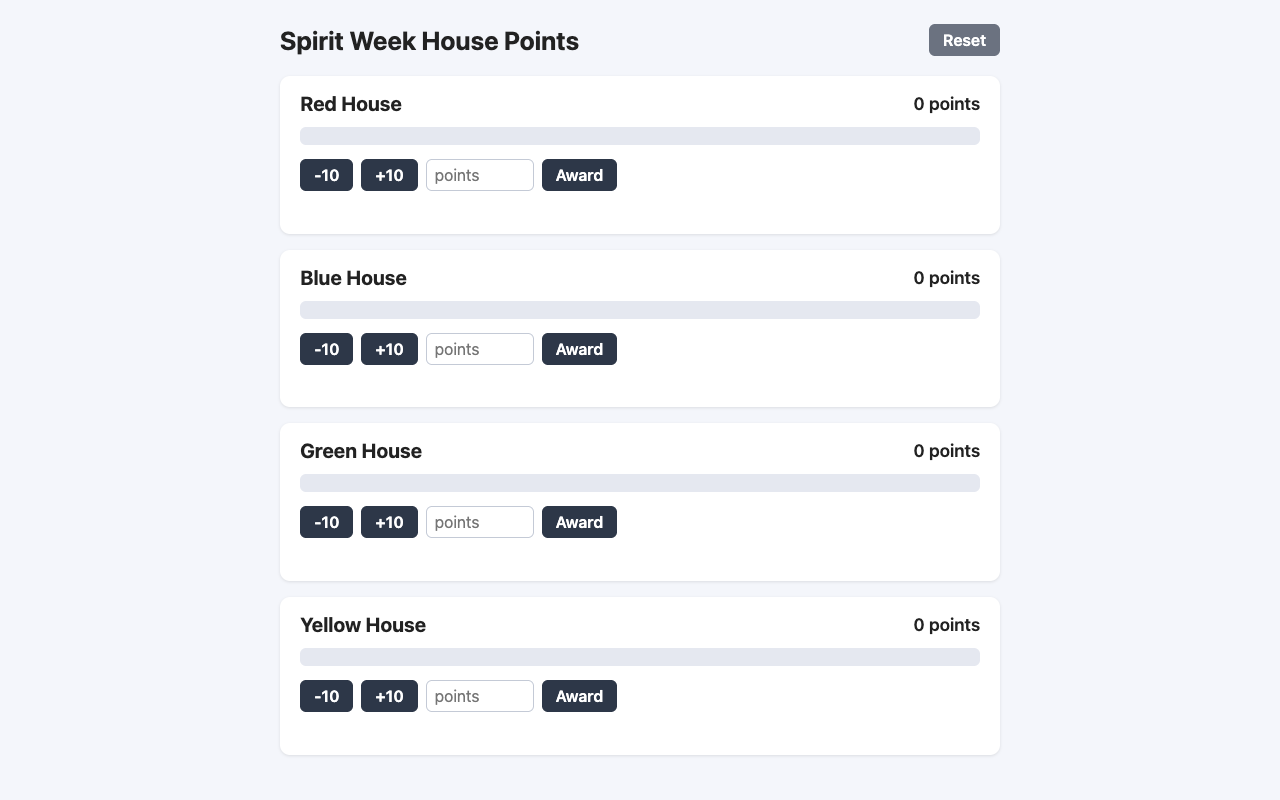 Spirit Week House Points Reset
Red House 0 points
-10 +10 points Award
Blue House 0 points
-10 +10 points Award
Green House 0 points
-10 +10 points Award
Yellow House 0 points
-10 +10 points Award